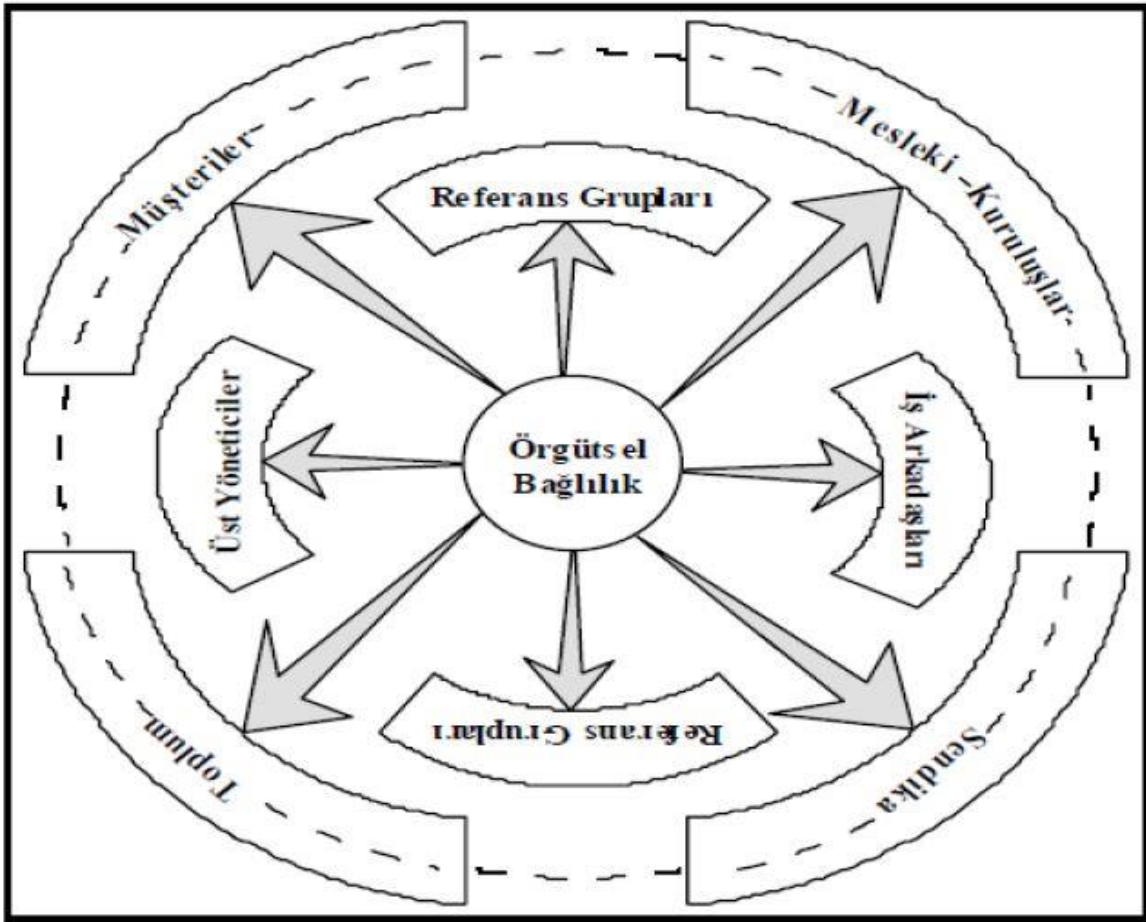 Müşteriler
Mesleki -Kuruluşlar
Referans Grupları
Üst Yöneticiler
Örgütsel
Bağlılık
İş Arkadaşları
Referans Grupları
Toplum
Sendika